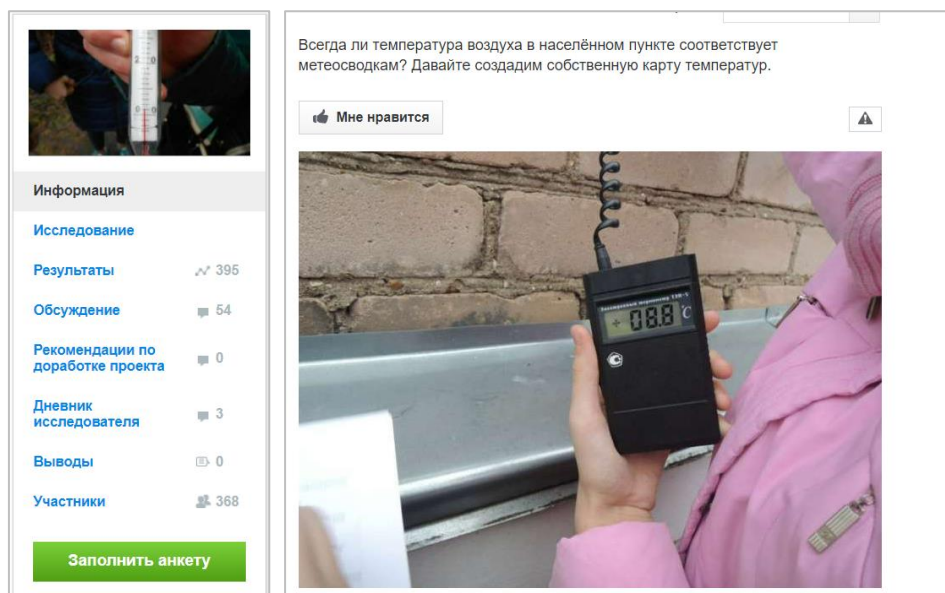 Информация
Исследование
Результаты 395
Обсуждение 54
Рекомендации по
доработке проекта 0
Дневник
исследователя 3
Выводы 0
Участники 368
Заполнить анкету
Всегда ли температура воздуха в населённом пункте соответствует
метеосводкам? Давайте создадим собственную карту температур.
Мне нравится
08.8 °C